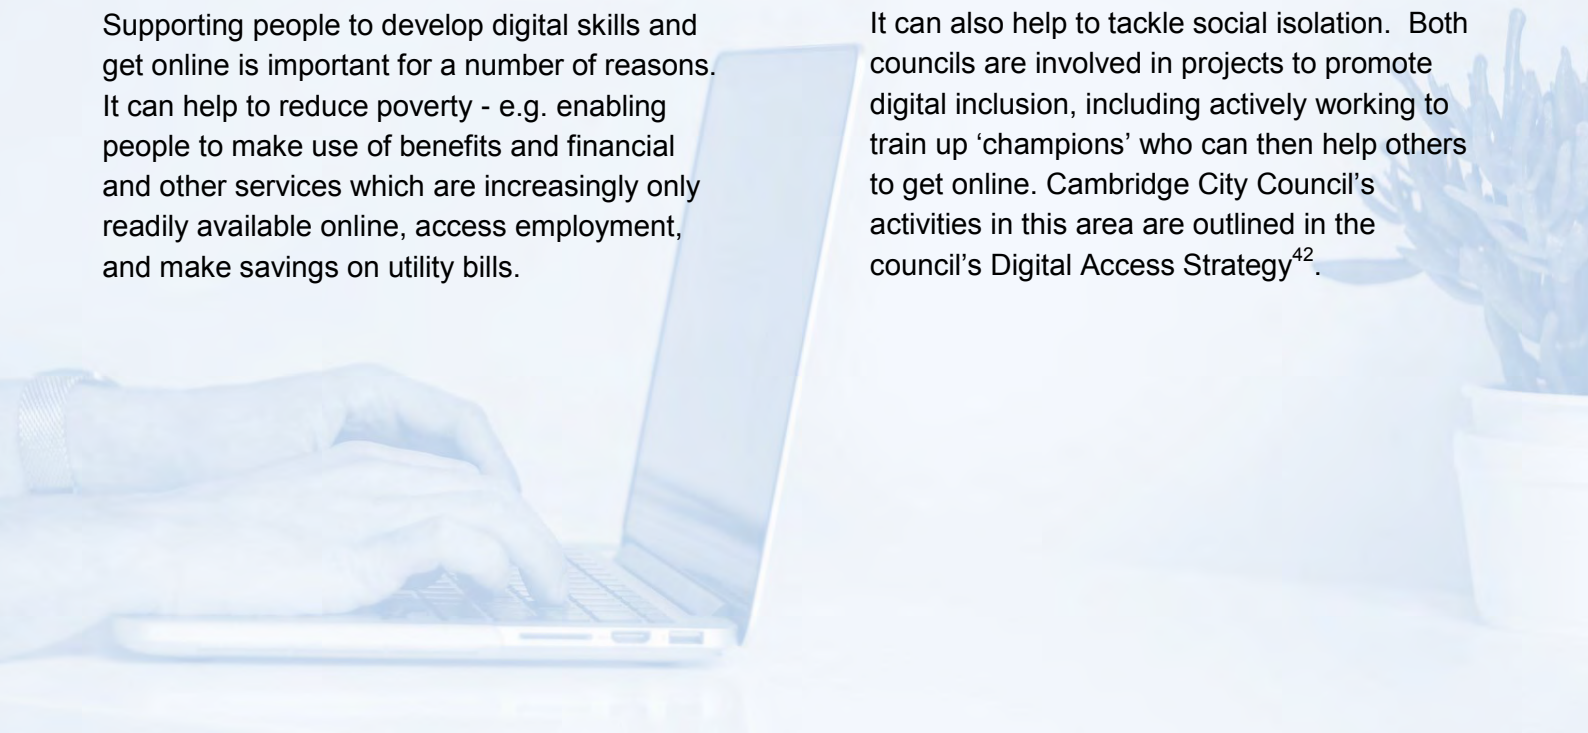 Supporting people to develop digital skills and
get online is important for a number of reasons.
It can help to reduce poverty - e.g. enabling
people to make use of benefits and financial
and other services which are increasingly only
readily available online, access employment,
and make savings on utility bills.
It can also help to tackle social isolation.  Both
councils are involved in projects to promote
digital inclusion, including actively working to
train up ‘champions’ who can then help others
to get online. Cambridge City Council’s
activities in this area are outlined in the
council’s Digital Access Strategy42.